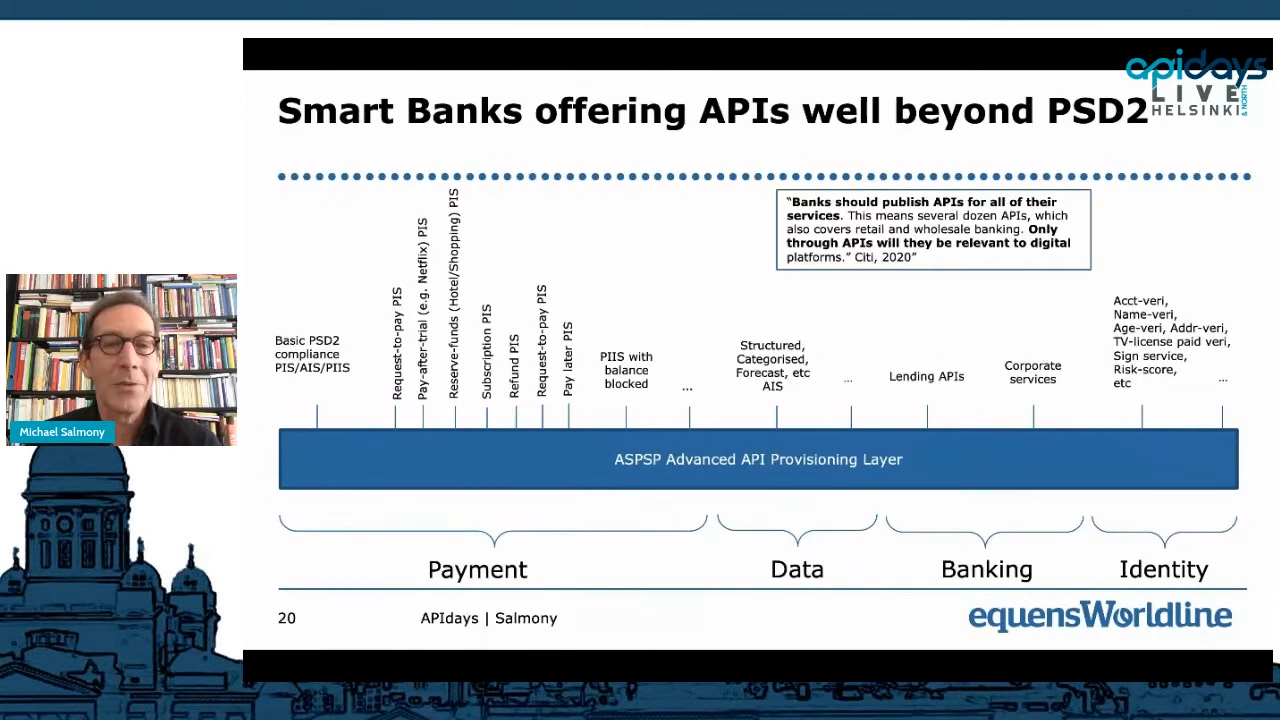 apidays
LIVE
HELSINKI
& NORTH
Smart Banks offering APIs well beyond PSD2
"Banks should publish APIs for all of their
services. This means several dozen APIs, which
also covers retail and wholesale banking. Only
through APIs will they be relevant to digital
platforms." Citi, 2020"
Basic PSD2
compliance
PIS/AIS/PIIS
Request-to-pay PIS
Pay-after-trial (e.g. Netflix) PIS
Reserve-funds (Hotel/Shopping) PIS
Subscription PIS
Refund PIS
Request-to-pay PIS
Pay later PIS
PIIS with
balance
blocked
...
Structured,
Categorised,
Forecast, etc
AIS
...
Lending APIs
Corporate
services
Acct-veri,
Name-veri,
Age-veri, Addr-veri,
TV-license paid veri,
Sign service,
Risk-score,
etc
...
Michael Salmony
ASPSP Advanced API Provisioning Layer
Payment
Data
Banking
Identity
20
APIdays | Salmony
equensWorldline